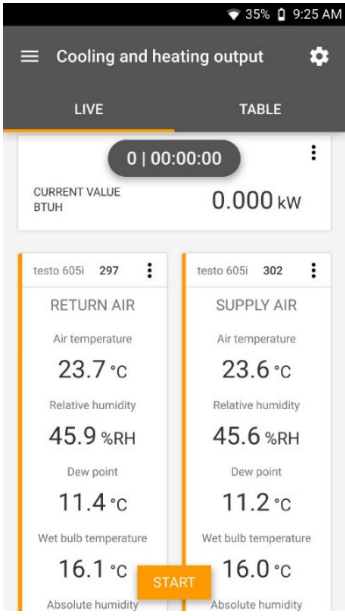 35% 9:25 AM
Cooling and heating output
LIVE TABLE
0 | 00:00:00
CURRENT VALUE
BTUH
0.000 kW
testo 605i 297
RETURN AIR
Air temperature
23.7 °C
Relative humidity
45.9 %RH
Dew point
11.4 °C
Wet bulb temperature
16.1 °C
Absolute humidity
testo 605i 302
SUPPLY AIR
Air temperature
23.6 °C
Relative humidity
45.6 %RH
Dew point
11.2 °C
Wet bulb temperature
16.0 °C
Absolute humidity
START